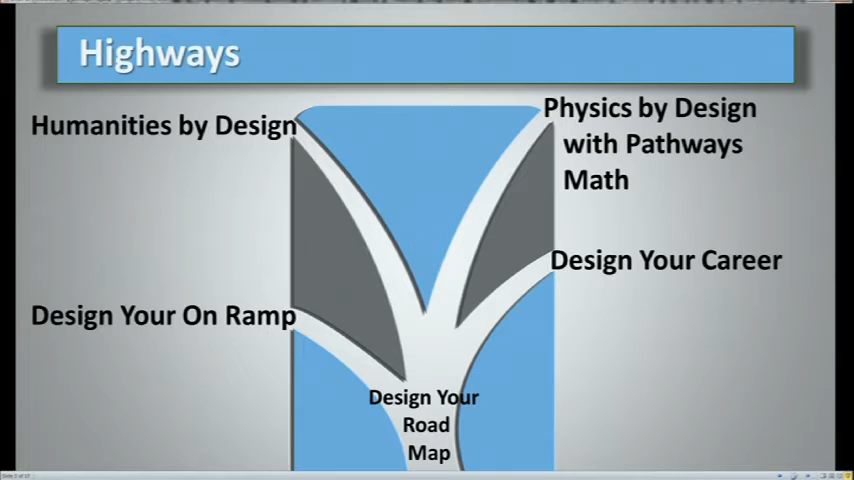 Highways
Humanities by Design
Physics by Design
with Pathways
Math
Design Your Career
Design Your On Ramp
Design Your
Road
Map